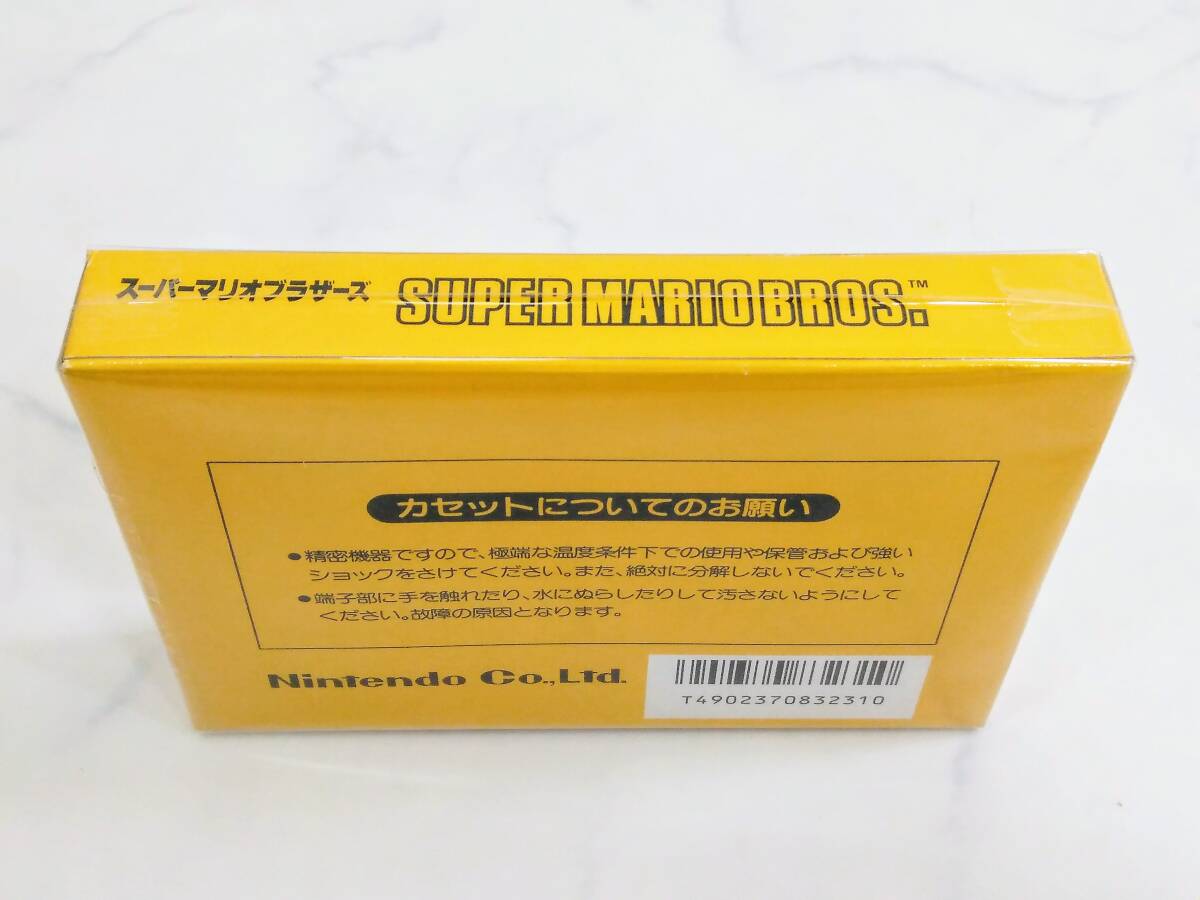 スーパーマリオブラザーズ SUPER MARIO BROS.™
カセットについてのお願い
●精密機器ですので、極端な温度条件下での使用や保管および強い
ショックをさけてください。また、絶対に分解しないでください。
●端子部に手を触れたり、水にぬらしたりして汚さないようにして
ください。故障の原因となります。
Nintendo Co.,Ltd.
T4902370832310